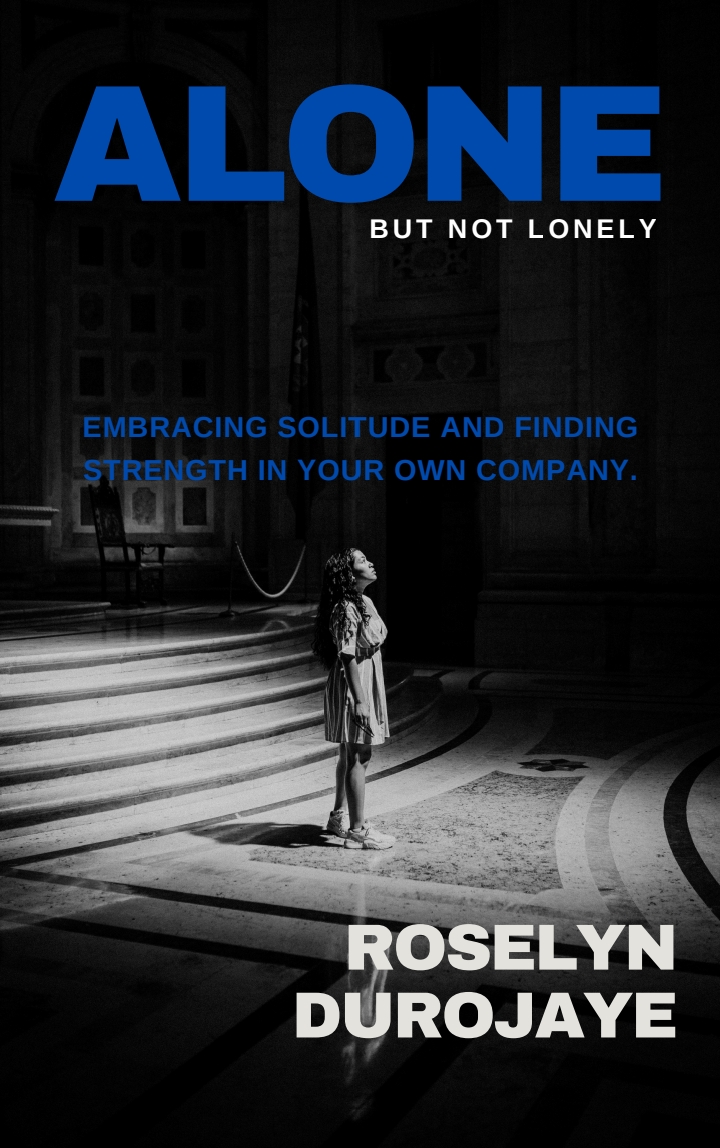 ALONE
BUT NOT LONELY
EMBRACING SOLITUDE AND FINDING
STRENGTH IN YOUR OWN COMPANY.
ROSELYN
DUROJAYE